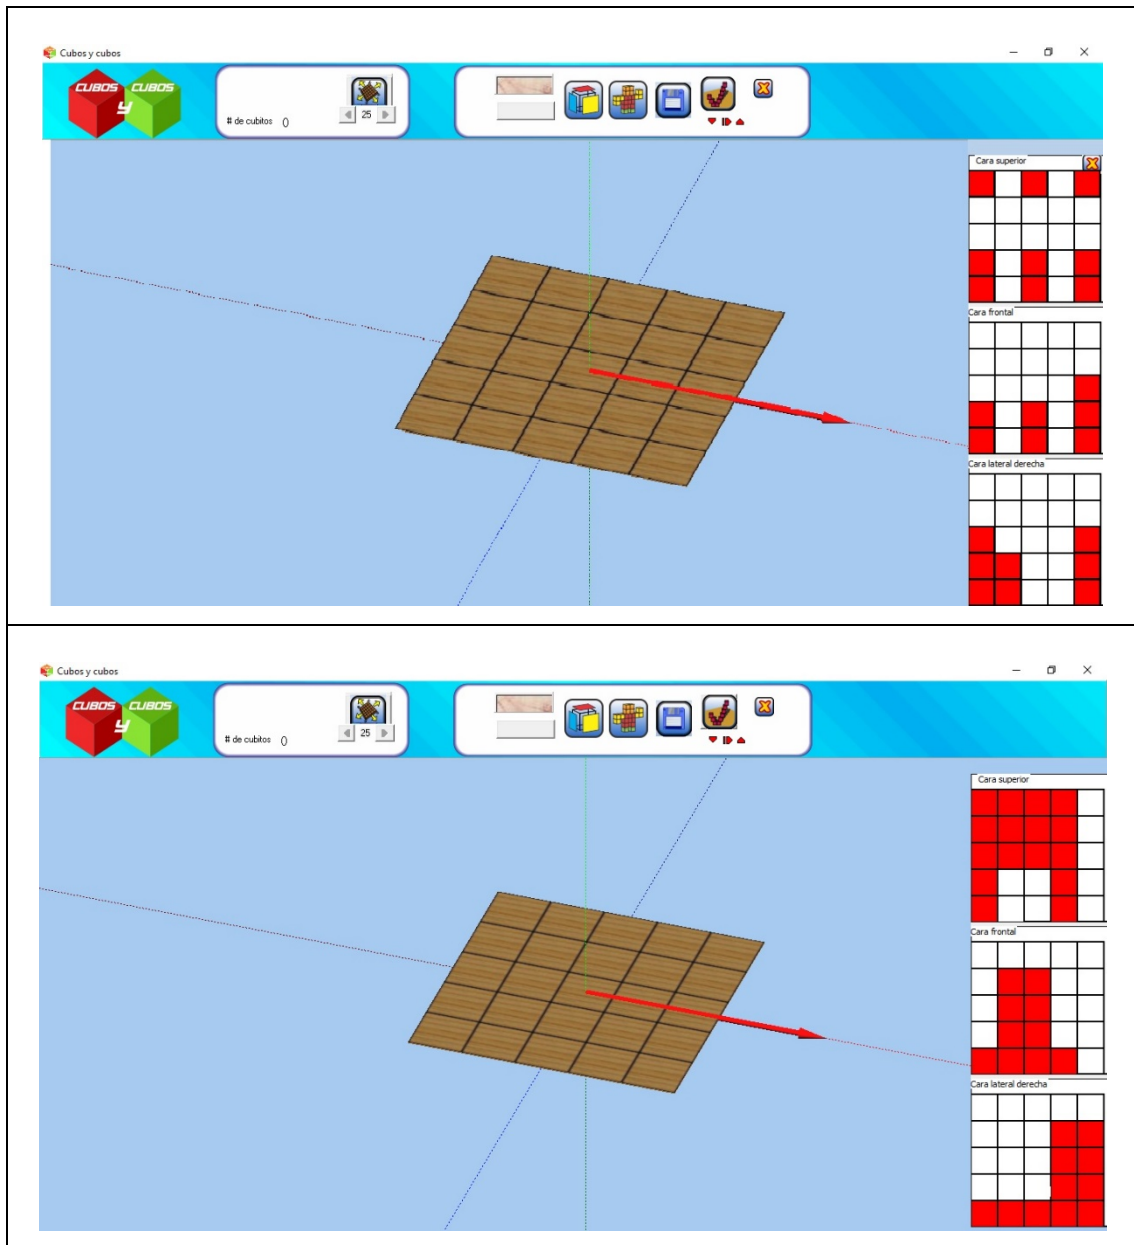 Cubos y cubos
CUBOS CUBOS
Y
# de cubitos 0
25
Cara superior
Cara frontal
Cara lateral derecha
Cubos y cubos
CUBOS CUBOS
Y
# de cubitos 0
25
Cara superior
Cara frontal
Cara lateral derecha